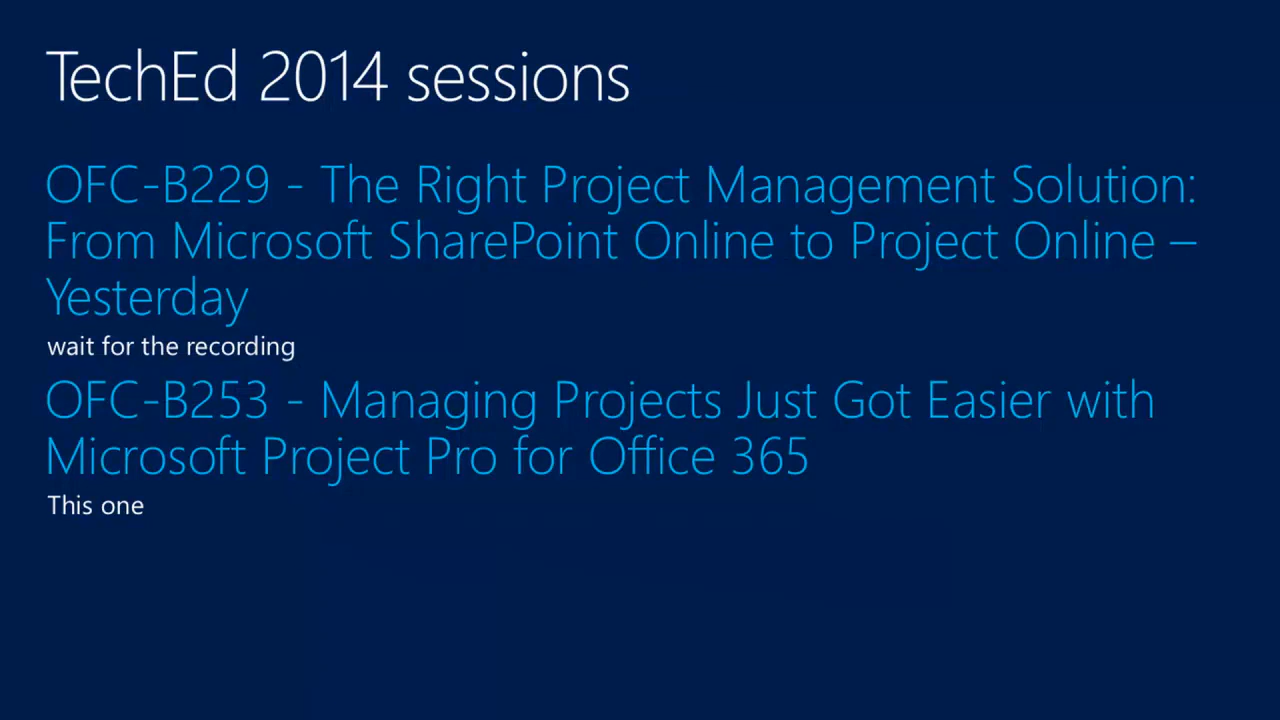 TechEd 2014 sessions
OFC-B229 - The Right Project Management Solution:
From Microsoft SharePoint Online to Project Online –
Yesterday
wait for the recording
OFC-B253 - Managing Projects Just Got Easier with
Microsoft Project Pro for Office 365
This one